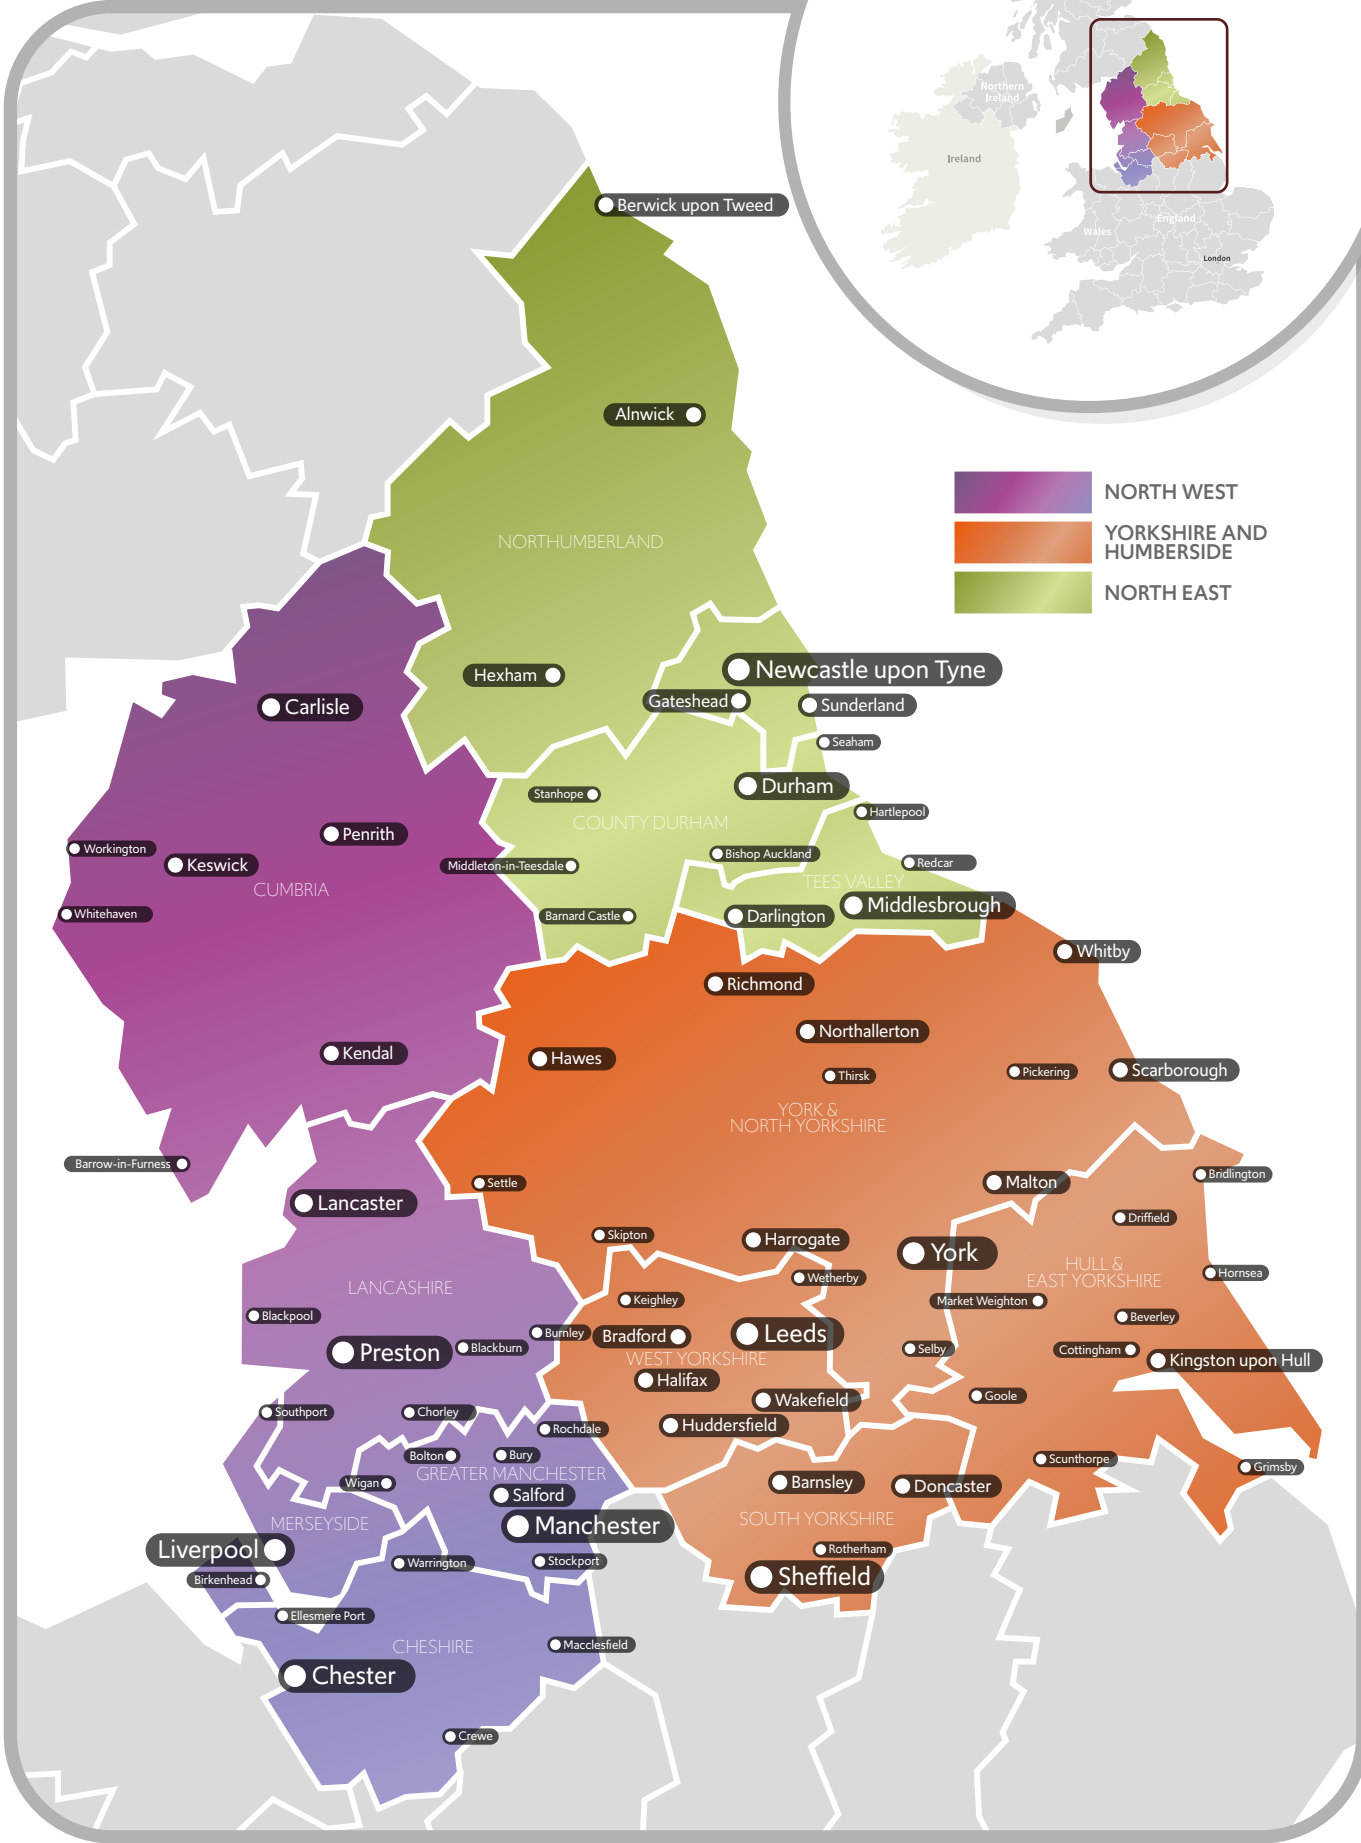 Northern
Ireland
Ireland
England
Wales
London
Berwick upon Tweed
Alnwick
NORTH WEST
YORKSHIRE AND
HUMBERSIDE
NORTH EAST
NORTHUMBERLAND
Hexham
Newcastle upon Tyne
Gateshead
Sunderland
Carlisle
Seaham
Durham
Stanhope
Hartlepool
COUNTY DURHAM
Penrith
Workington
Bishop Auckland
Keswick
Middleton-in-Teesdale
Redcar
TEES VALLEY
CUMBRIA
Middlesbrough
Whitehaven
Barnard Castle
Darlington
Whitby
Richmond
Northallerton
Kendal
Hawes
Thirsk
Pickering
Scarborough
YORK &
NORTH YORKSHIRE
Barrow-in-Furness
Bridlington
Settle
Malton
Lancaster
Driffield
Skipton
Harrogate
York
HULL &
EAST YORKSHIRE
Wetherby
Hornsea
LANCASHIRE
Keighley
Market Weighton
Blackpool
Beverley
Burnley
Bradford
Leeds
Preston
Blackburn
Selby
Cottingham
WEST YORKSHIRE
Kingston upon Hull
Halifax
Goole
Wakefield
Southport
Chorley
Huddersfield
Rochdale
Bolton
Bury
Scunthorpe
Grimsby
GREATER MANCHESTER
Wigan
Barnsley
Doncaster
Salford
MERSEYSIDE
SOUTH YORKSHIRE
Manchester
Liverpool
Rotherham
Warrington
Stockport
Birkenhead
Sheffield
Ellesmere Port
CHESHIRE
Macclesfield
Chester
Crewe